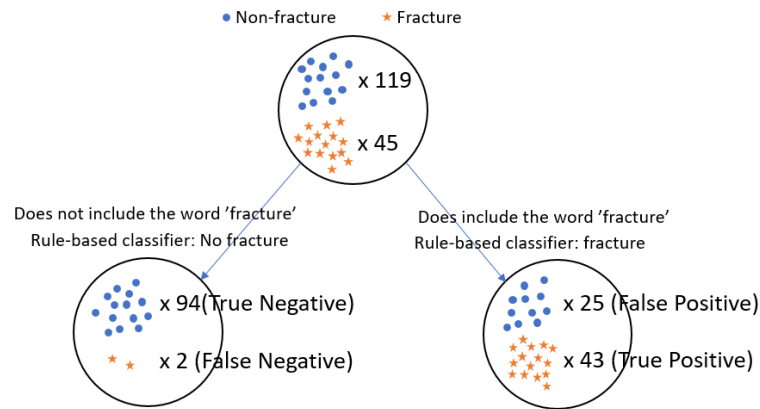 Non-fracture
Fracture
x 119
x 45
Does not include the word ’fracture’
Rule-based classifier: No fracture
Does include the word ’fracture’
Rule-based classifier: fracture
x 94(True Negative)
x 2 (False Negative)
x 25 (False Positive)
x 43 (True Positive)